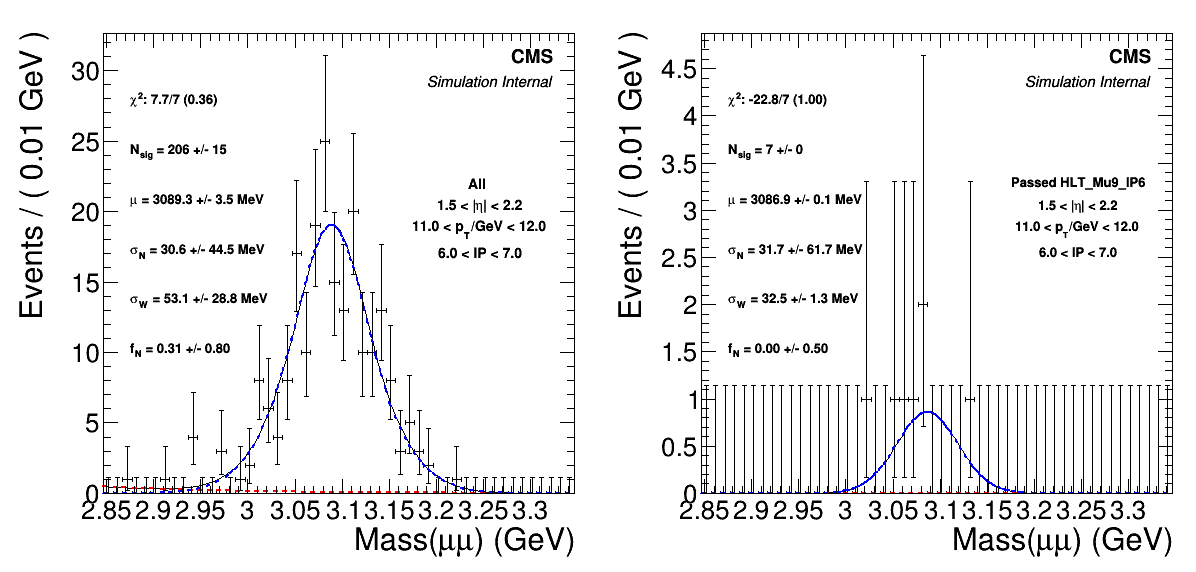 Events / ( 0.01 GeV )
30
25
20
15
10
5
0
CMS
Simulation Internal
χ²: 7.7/7 (0.36)
N_sig = 206 +/- 15
μ = 3089.3 +/- 3.5 MeV
σ_N = 30.6 +/- 44.5 MeV
σ_W = 53.1 +/- 28.8 MeV
f_N = 0.31 +/- 0.80
All
1.5 < |η| < 2.2
11.0 < p_T/GeV < 12.0
6.0 < IP < 7.0
2.85 2.9 2.95 3 3.05 3.1 3.15 3.2 3.25 3.3
Mass(μμ) (GeV)
Events / ( 0.01 GeV )
4.5
4
3.5
3
2.5
2
1.5
1
0.5
0
CMS
Simulation Internal
χ²: -22.8/7 (1.00)
N_sig = 7 +/- 0
μ = 3086.9 +/- 0.1 MeV
σ_N = 31.7 +/- 61.7 MeV
σ_W = 32.5 +/- 1.3 MeV
f_N = 0.00 +/- 0.50
Passed HLT_Mu9_IP6
1.5 < |η| < 2.2
11.0 < p_T/GeV < 12.0
6.0 < IP < 7.0
2.85 2.9 2.95 3 3.05 3.1 3.15 3.2 3.25 3.3
Mass(μμ) (GeV)